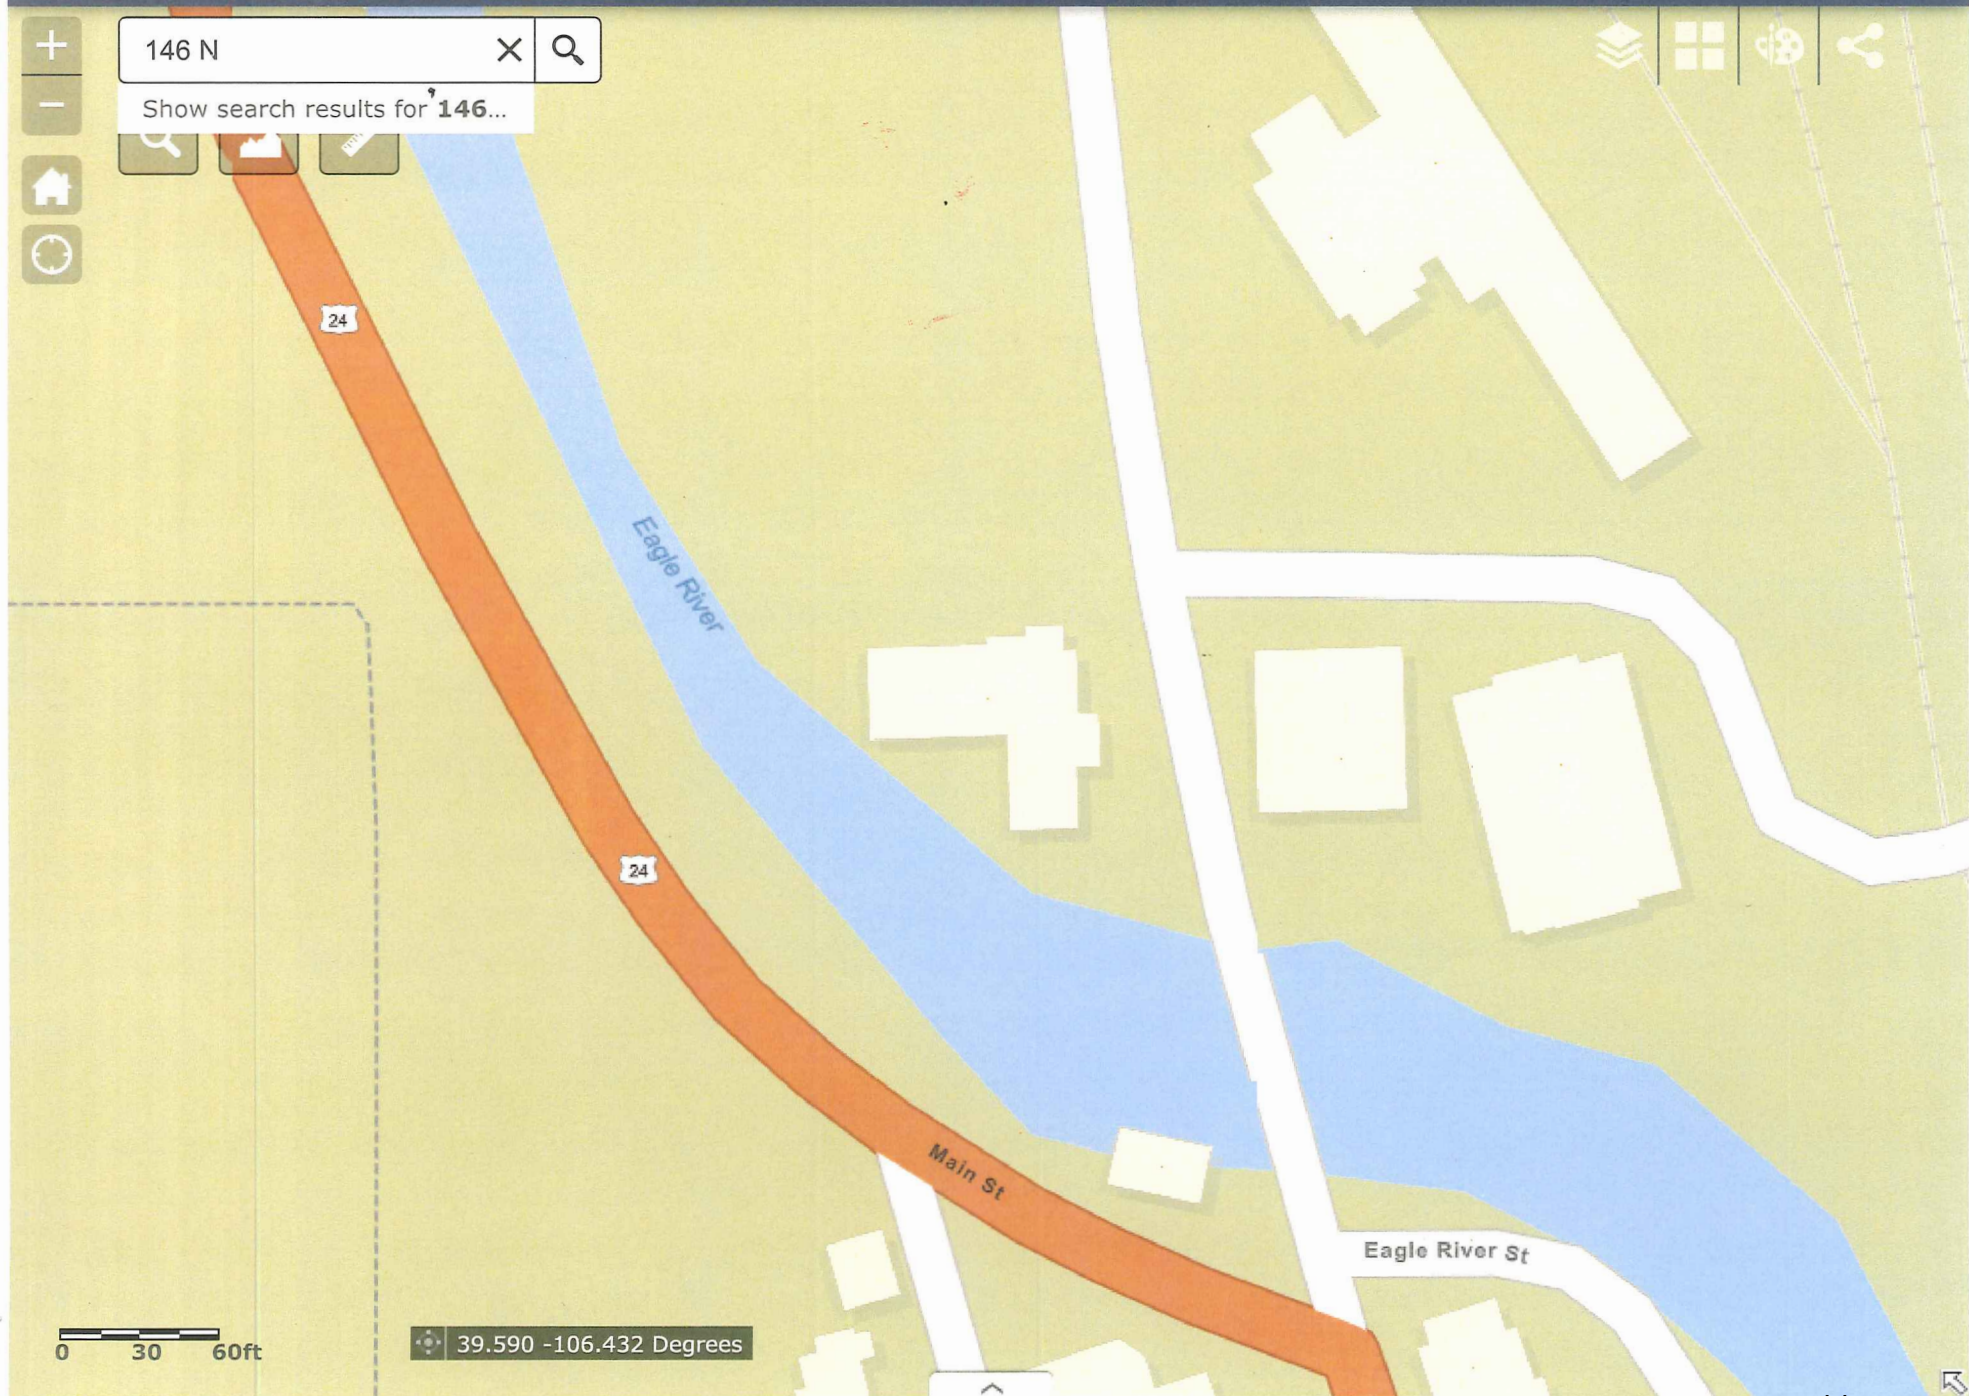 146 N
Show search results for 146...
24
Eagle River
24
Main St
Eagle River St
0 30 60ft
39.590 -106.432 Degrees